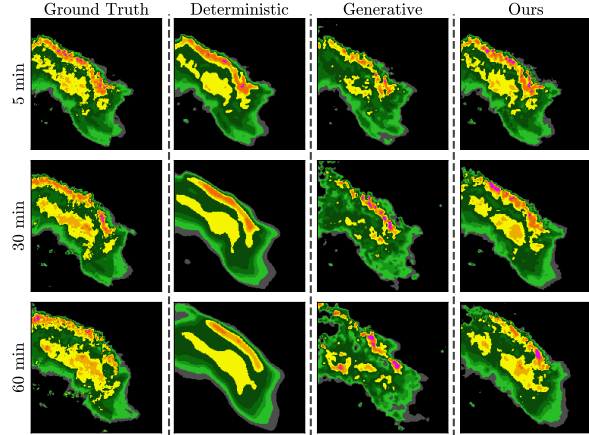 Ground Truth
Deterministic
Generative
Ours
5 min
30 min
60 min